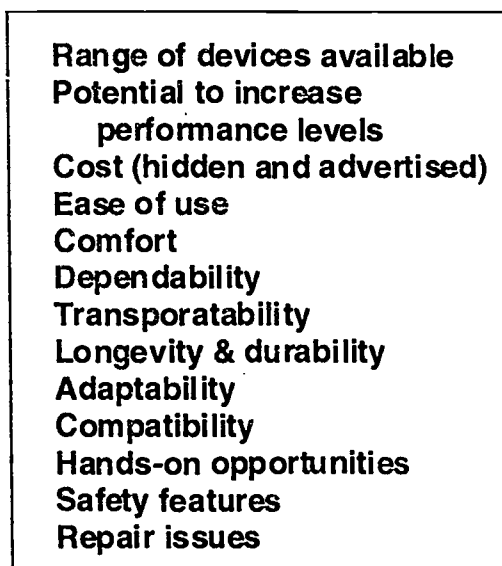 Range of devices available
Potential to increase
performance levels
Cost (hidden and advertised)
Ease of use
Comfort
Dependability
Transporatability
Longevity & durability
Adaptability
Compatibility
Hands-on opportunities
Safety features
Repair issues